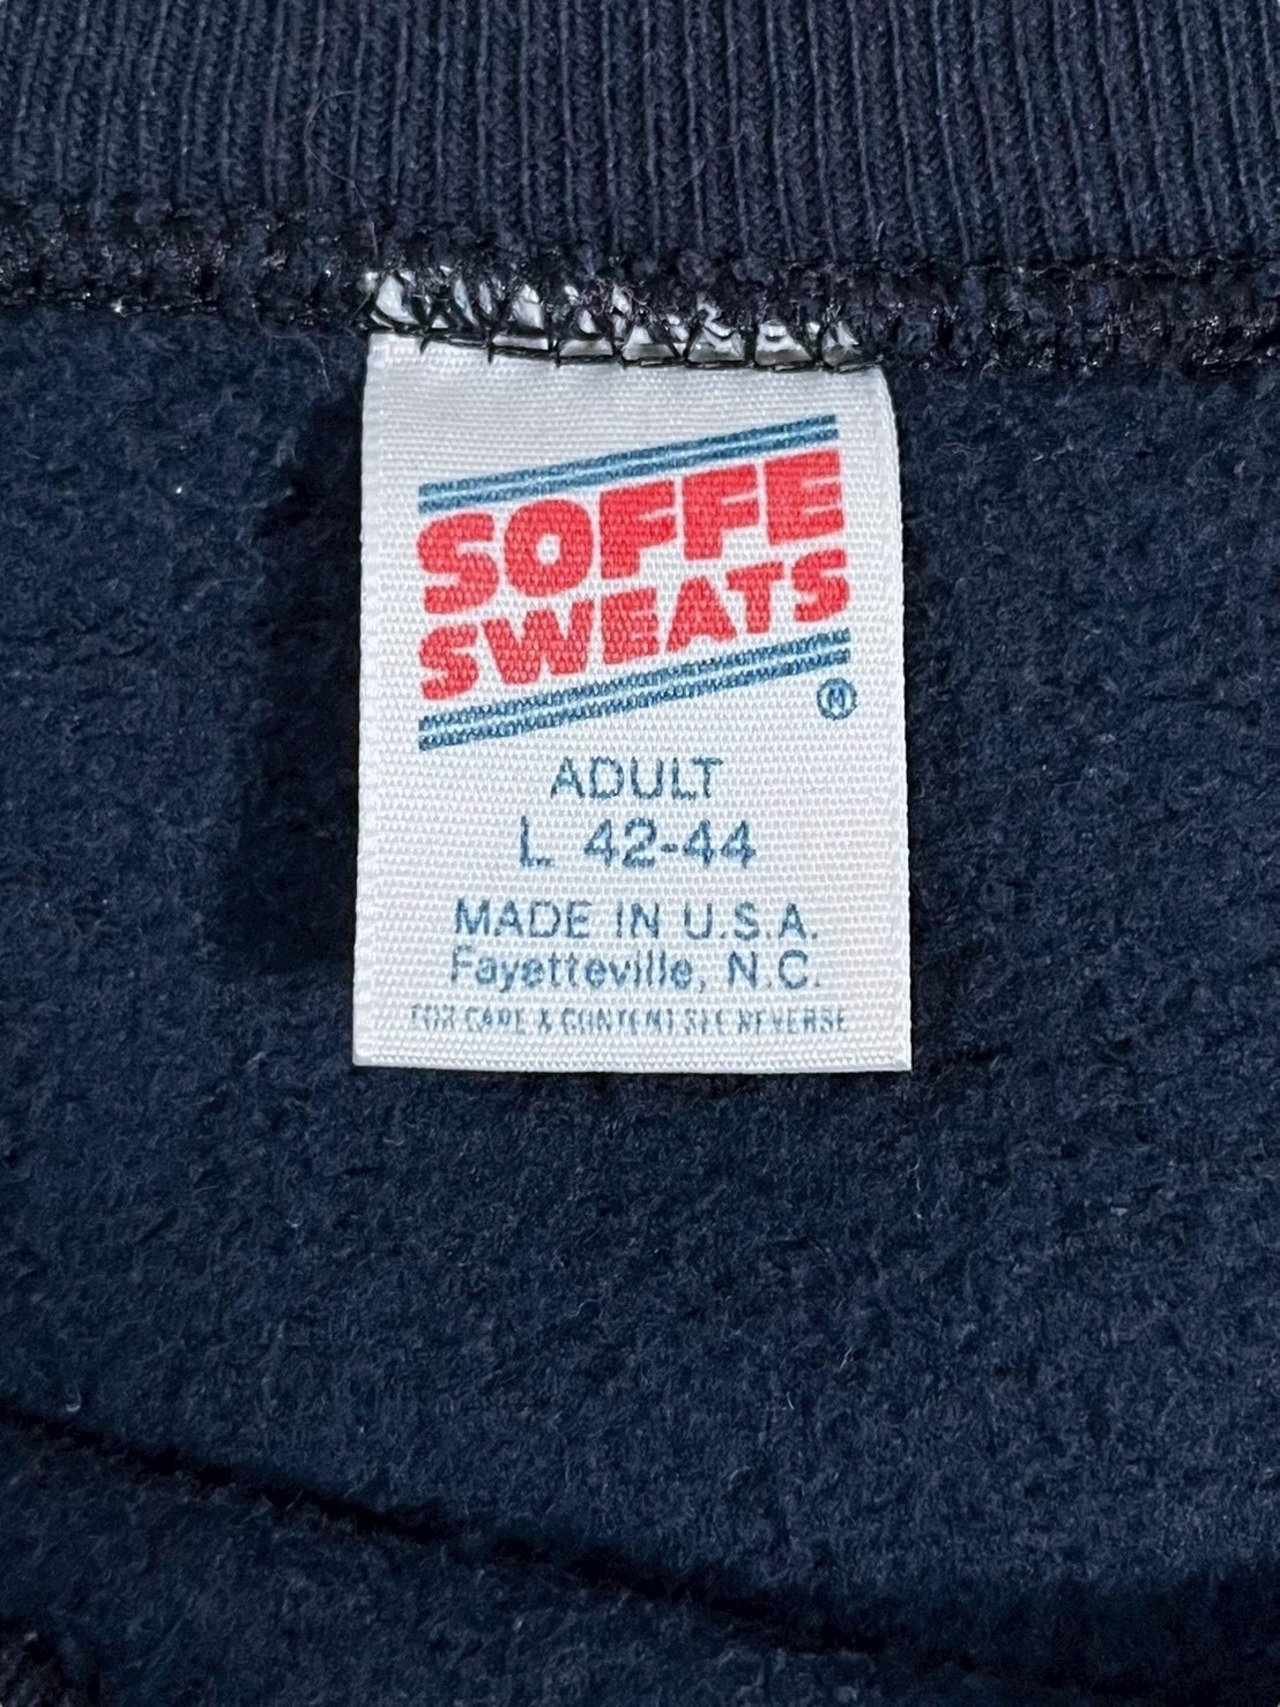 SOFFE
SWEATS
®
ADULT
L 42-44
MADE IN U.S.A.
Fayetteville, N.C.
FOR CARE & CONTENT SEE REVERSE